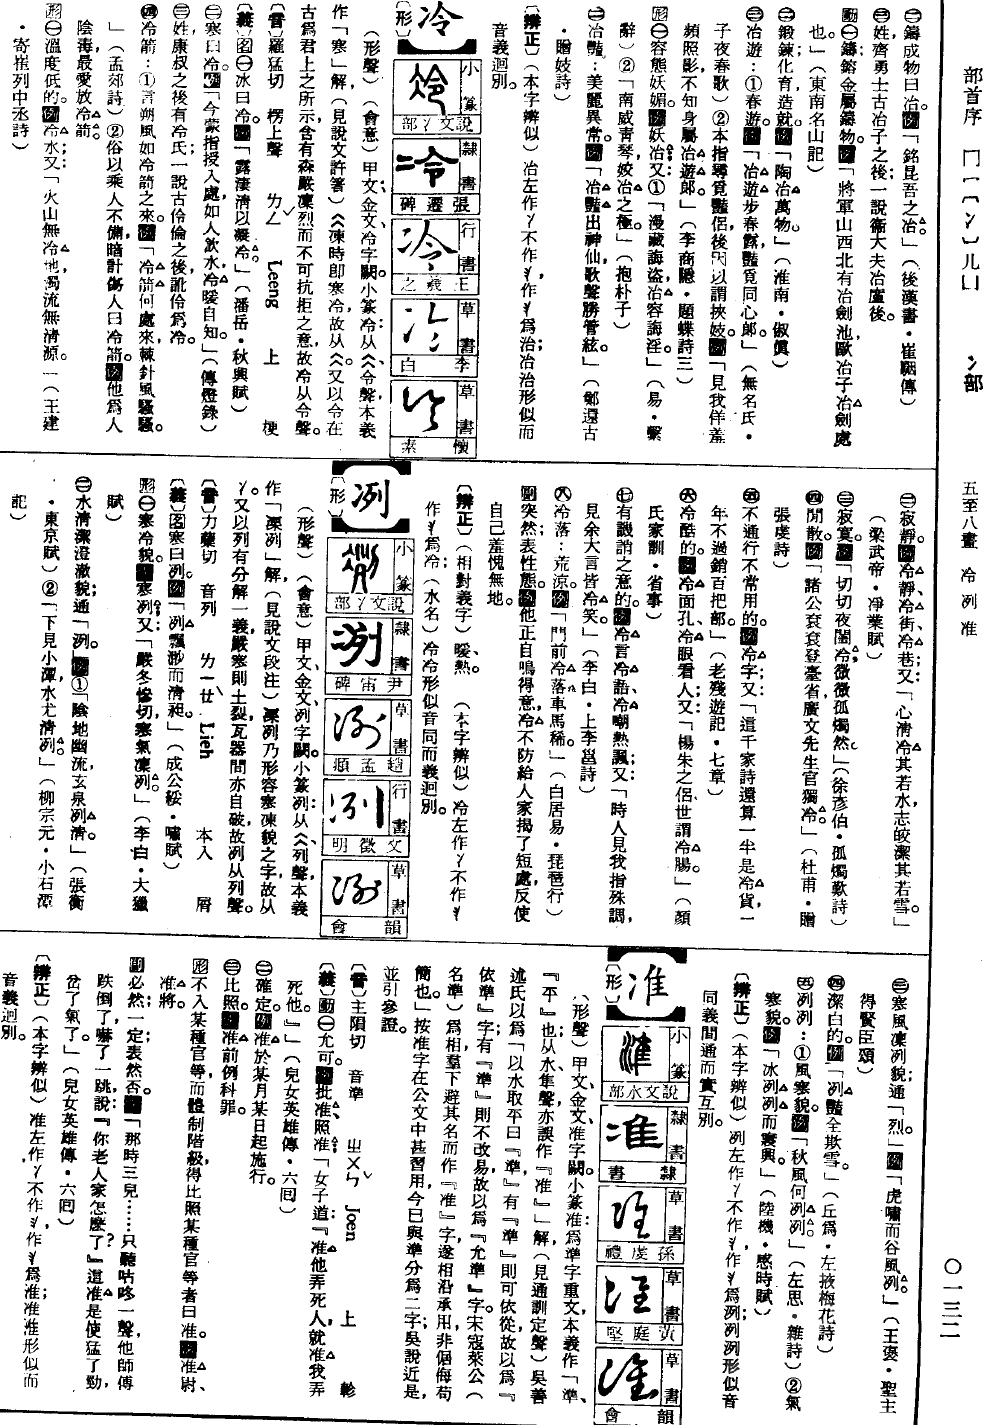 部首序 冂冖冫几凵 冫部 五至八畫 冷冽准 〇一三二
㊁鑄成物曰冶。例「銘昆吾之冶。」（後漢書・崔駰傳）
㊂姓齊勇士古冶子之後；一說衞大夫冶廑後。
動㊀鑄；鎔金屬鑄物。例「將軍山西北有冶劍池歐冶子冶劍處
也」（東南名山記）
㊁鍛鍊；化育造就。例「陶冶萬物。」（淮南・俶眞）
㊂冶遊：①春遊。例「冶遊步春露，豔覓同心郎。」（無名氏・
子夜春歌）②本指尋覓豔侶後因以謂挾妓。例「見我佯羞
頻照影不知身屬冶遊郎。」（李商隱・題蝶詩三）
形㊀容態妖媚。例妖冶；又：①「漫藏誨盜，冶容誨淫。」（易・繫
辭）②「南威靑琴，姣冶之極。」（抱朴子）
㊁冶豔：美麗異常。例「冶豔出神仙，歌聲勝管絃。」（鄭還古
・贈妓詩）
〔辨正〕（本字辨似）冶左作冫不作氵，作氵爲治；冶治形似而
音義迥別。
冷
〔形〕
小篆 說文冫部
隸書 張遷碑
行書 王羲之
草書 李白
草書 懷素
（形聲）（會意）甲文、金文冷字闕。小篆冷：从仌令聲，本義
作「寒」解（見說文許箸）仌凍時卽寒冷，故从仌。又以令在
古爲君上之所示，含有森嚴凜烈而不可抗拒之意，故冷从令聲。
〔音〕羅猛切 楞上聲 ㄌㄥˇ Leeng 上 梗
〔義〕名㊀冰曰冷。例「露淒淸以凝冷。」（潘岳・秋興賦）
㊁寒曰冷。例「今蒙指授入處，如人飮水，冷暖自知。」（傳燈錄）
㊂姓康叔之後有冷氏；一說古伶倫之後，訛伶爲冷。
㊃冷箭：①言朔風如冷箭之來。例「冷箭何處來，棘針風騷騷。
」（孟郊詩）②俗以乘人不備暗計傷人曰冷箭。例他爲人
陰毒，最愛放冷箭。
形㊀溫度低的。例冷水；又：「火山無冷地，濁流無淸源。」（王建
・寄崔列中丞詩）
㊁寂靜。例冷靜、冷街、冷巷；又「心淸冷其若水，志皎潔其若雪。」
（梁武帝・淨業賦）
㊂寂寞。例「切切夜闌冷，微微孤燭然。」（徐彥伯・孤燭歎詩）
㊃閒散。例「諸公袞袞登臺省，廣文先生官獨冷。」（杜甫・贈
張虔詩）
㊄不通行不常用的。例冷字；又：「這千家詩還算一半是冷貨，一
年不過銷百把部。」（老殘遊記・七章）
㊅冷酷的。例冷面孔，冷眼看人；又：「楊朱之侶，世謂冷腸。」（顏
氏家訓・省事）
㊆有譏誚之意的。例冷言冷語、冷嘲熱諷；又：「時人見我指殊調，
見余大言皆冷笑。」（李白・上李邕詩）
㊇冷落：荒涼。例「門前冷落車馬稀。」（白居易・琵琶行）
副突然；表性態。例他正自鳴得意，冷不防給人家揭了短處，反使
自己羞愧無地。
〔辨正〕（相對義字）暖、熱。 （本字辨似）冷左作冫不作氵，
作氵爲泠（水名）泠冷形似音同而義迥別。
冽
〔形〕
小篆 說文冫部
隸書 尹宙碑
草書 趙孟頫
行書 文徵明
草書 韻會
（形聲）（會意）甲文、金文冽字闕。小篆冽：从仌列聲，本義
作「凓冽」解，（見說文段注）凓冽乃形容寒凍貌之字，故从
冫。又以列有分解一義，嚴寒則土裂，瓦器間亦自破，故冽从列聲。
〔音〕力櫱切 音列 ㄌㄧㄝˋ Lieh 本入 屑
〔義〕名寒曰冽。例「冽飄渺而淸昶。」（成公綏・嘯賦）
形㊀寒冷貌。例寒冽；又：「嚴冬慘切，寒氣凜冽。」（李白・大獵
賦）
㊁水淸潔澄澈貌；通「洌」。例①「陰地幽流，玄泉冽淸。」（張衡
・東京賦）②「下見小潭，水尤淸冽。」（柳宗元・小石潭
記）
㊂寒風凜冽貌；通「烈」。例「虎嘯而谷風冽。」（王褒・聖主
得賢臣頌）
㊃潔白的。例「冽豔全欺雪。」（丘爲・左掖梅花詩）
㊄冽冽：①風寒貌。例「秋風何冽冽。」（左思・雜詩）②氣
寒貌。例「冰冽冽而寒興。」（陸機・感時賦）
〔辨正〕（本字辨似）冽左作冫不作氵，作氵爲洌；洌冽形似音
同義間通而實互別。
准
〔形〕
小篆 說文水部
隸書 隸書
草書 孫虔禮
草書 黃庭堅
草書 韻會
（形聲）甲文、金文准字闕。小篆准爲準字重文，本義作「準、
『平』也；从水隼聲，亦誤作『准』」解（見通訓定聲）吳善
述氏以爲「以水取平曰『準』，有『準』則可依從，故以爲『
依準』字；有『準』則不改易，故以爲『允準』字。宋寇萊公（
名準）爲相，羣下避其名而作『准』字，遂相沿承用，非倡侮苟
簡也」按准字在公文中甚習用，今已與準分爲二字；吳說近是，
並引參證。
〔音〕主隕切 音準 ㄓㄨㄣˇ Joen 上 軫
〔義〕動㊀允可。例批准、照准；「女子道：『准他弄死人，就准我弄
死他。』」（兒女英雄傳・六囘）
㊁確定。例准於某月某日起施行。
㊂比照。例准前例科罪。
形不入某種官等而體制階級得比照某種官等者曰准。例准尉、
准將。
副必然；一定；表然否。例「那時三兒……只聽咕咚一聲，他師傅
跌倒了，嚇了一跳，說：『你老人家怎麼了？』道准是使猛了勁，
岔了氣了。」（兒女英雄傳・六囘）
〔辨正〕（本字辨似）准左作冫不作氵，作氵爲淮；淮准形似而
音義迥別。